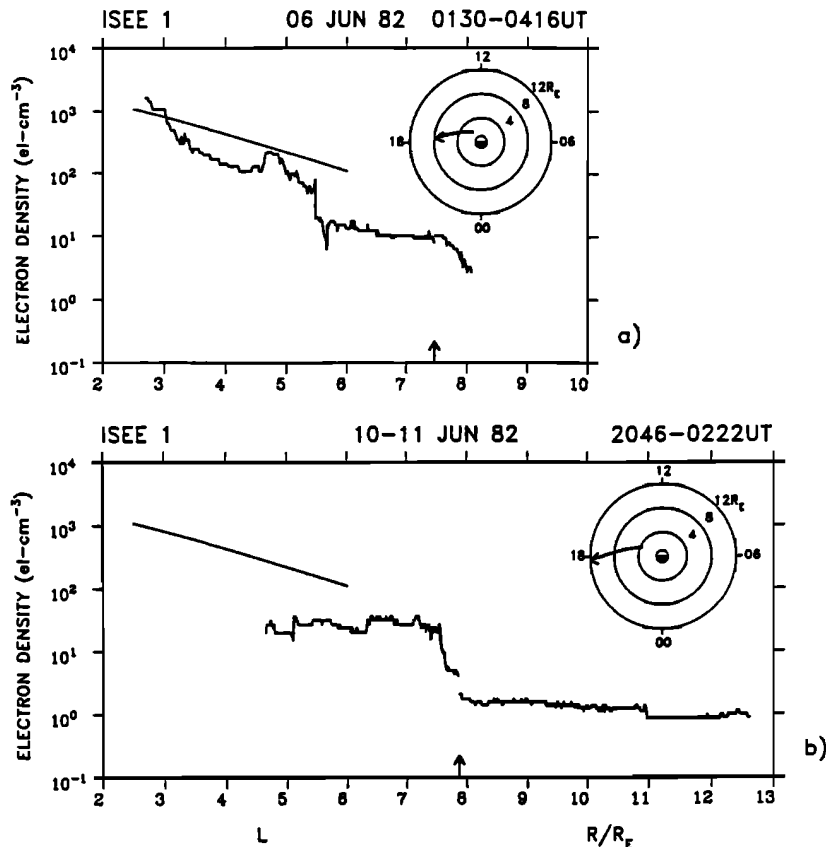 ISEE 1 06 JUN 82 0130-0416UT
ELECTRON DENSITY (el-cm⁻³)
10⁴
10³
10²
10¹
10⁰
10⁻¹
12
12R_E
8
4
18
06
00
2 3 4 5 6 7 8 9 10
a)
ISEE 1 10-11 JUN 82 2046-0222UT
ELECTRON DENSITY (el-cm⁻³)
10⁴
10³
10²
10¹
10⁰
10⁻¹
12
12R_E
8
4
18
06
00
2 3 4 5 6 7 8 9 10 11 12 13
b)
L R/R_E